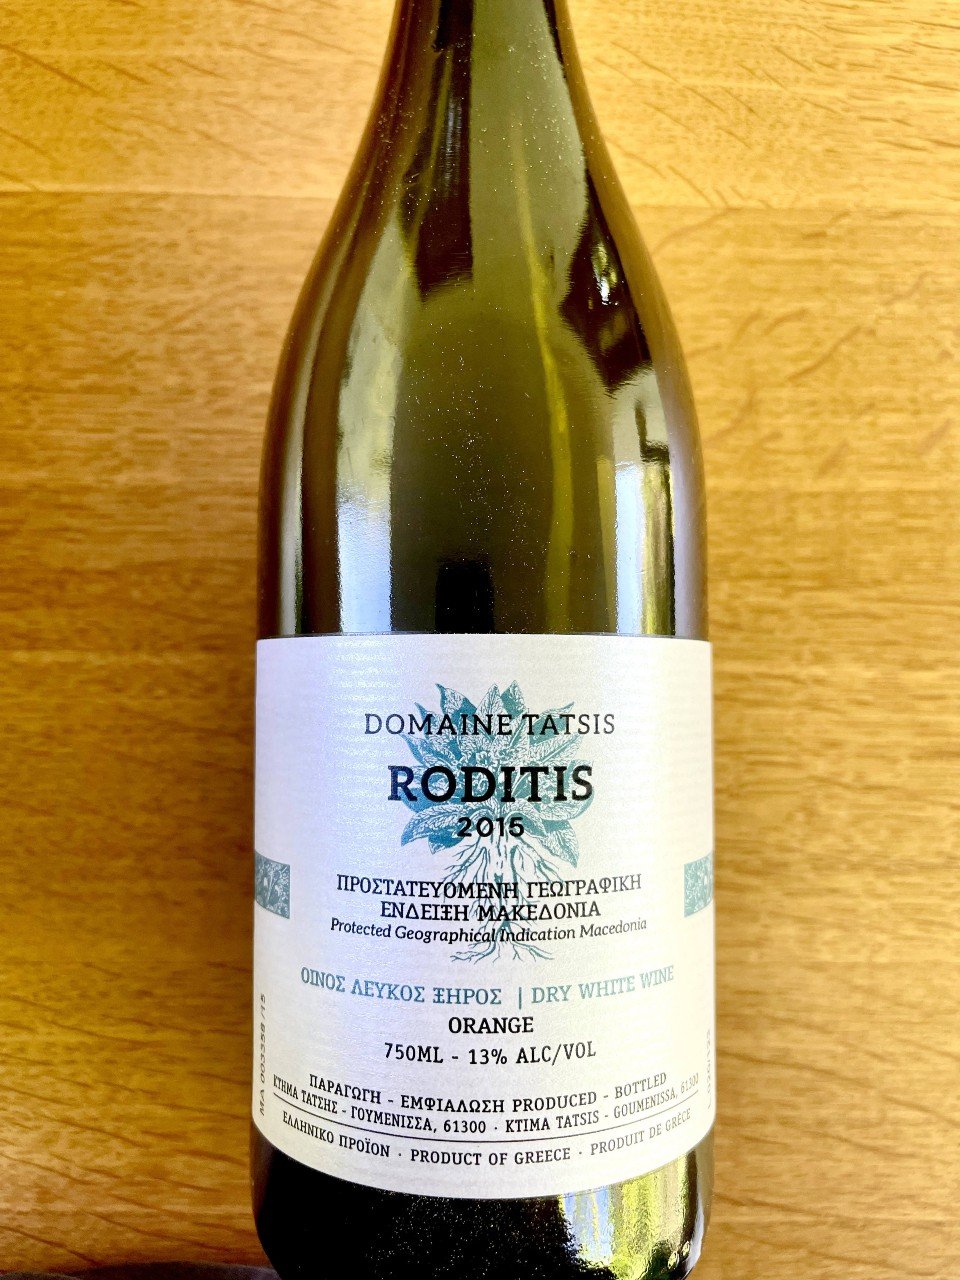 DOMAINE TATSIS
RODITIS
2015
ΠΡΟΣΤΑΤΕΥΟΜΕΝΗ ΓΕΩΓΡΑΦΙΚΗ
ΕΝΔΕΙΞΗ ΜΑΚΕΔΟΝΙΑ
Protected Geographical Indication Macedonia
ΟΙΝΟΣ ΛΕΥΚΟΣ ΞΗΡΟΣ | DRY WHITE WINE
ORANGE
750ML - 13% ALC/VOL
ΠΑΡΑΓΩΓΗ - ΕΜΦΙΑΛΩΣΗ PRODUCED - BOTTLED
ΚΤΗΜΑ ΤΑΤΣΗΣ - ΓΟΥΜΕΝΙΣΣΑ, 61300 · KTIMA TATSIS - GOUMENISSA, 61300
ΕΛΛΗΝΙΚΟ ΠΡΟΪΟΝ · PRODUCT OF GREECE · PRODUIT DE GRÈCE